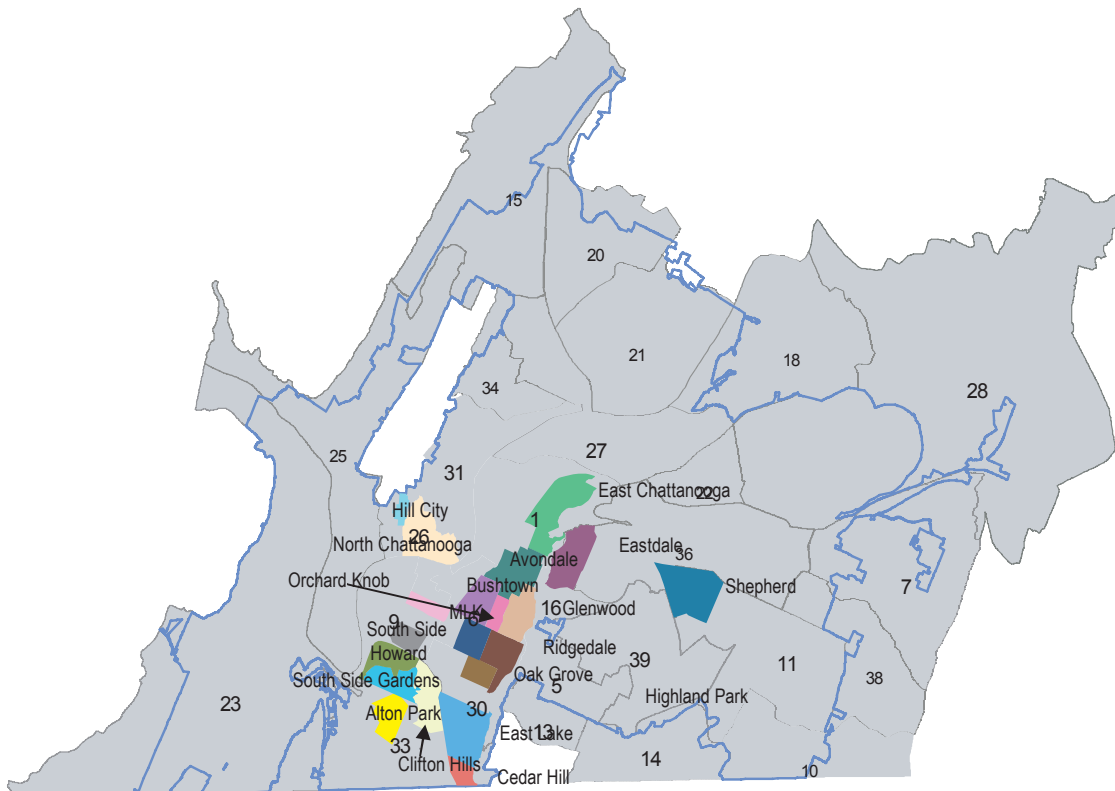 15
20
21
18
34
28
25
31
27
East Chattanooga
22
Hill City
1
26
North Chattanooga
Avondale
Eastdale
36
Orchard Knob
Bushtown
Shepherd
7
MLK
6
16
Glenwood
9
South Side
Howard
Ridgedale
39
11
South Side Gardens
Oak Grove
5
Highland Park
38
23
Alton Park
30
33
East Lake
13
Clifton Hills
14
10
Cedar Hill